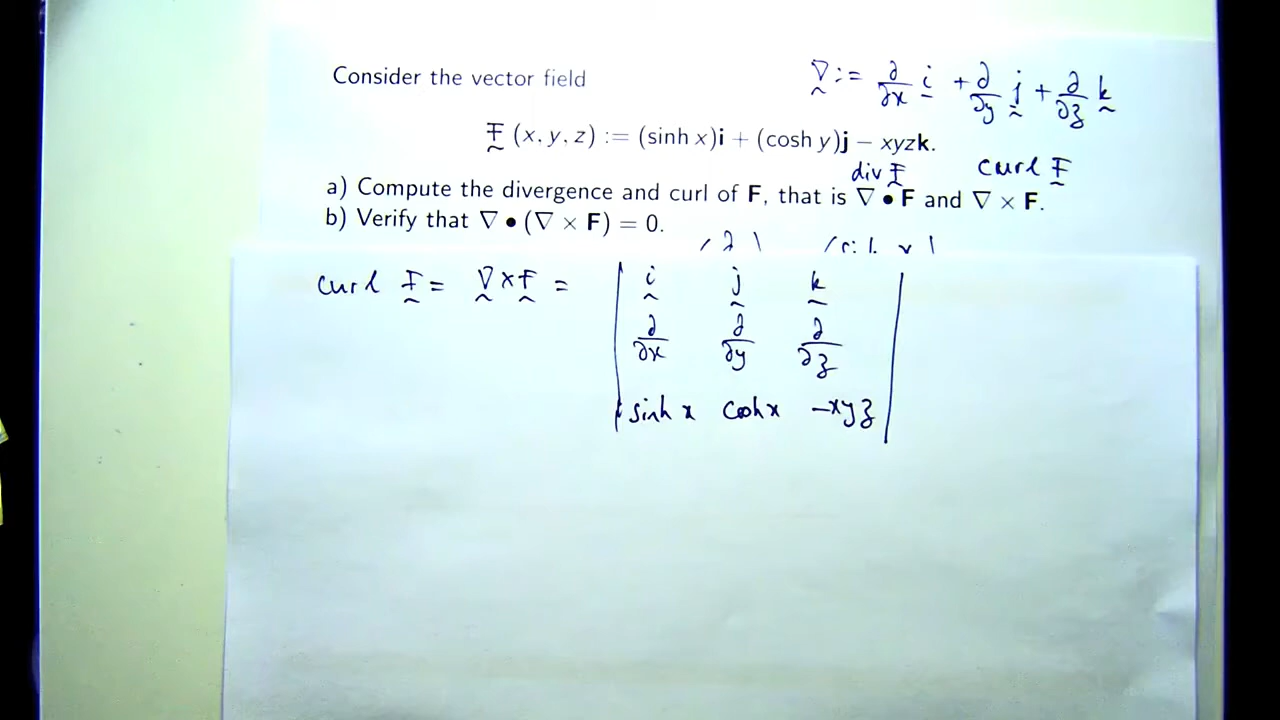 Consider the vector field
∇ := ∂/∂x i + ∂/∂y j + ∂/∂z k
F (x, y, z) := (sinh x)i + (cosh y)j − xyzk.
div F curl F
a) Compute the divergence and curl of F, that is ∇ • F and ∇ × F.
b) Verify that ∇ • (∇ × F) = 0.
curl F = ∇ × F = | i j k |
∂/∂x ∂/∂y ∂/∂z
sinh x cosh x −xyz